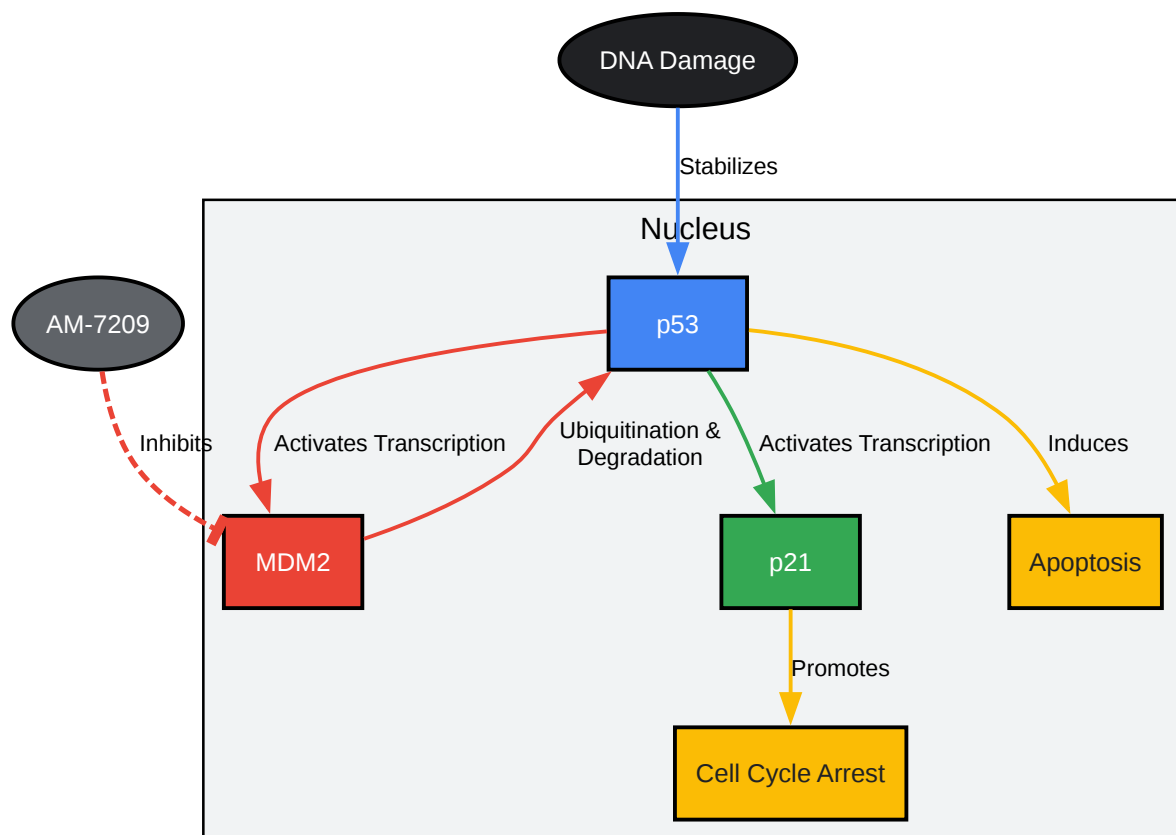 DNA Damage
Stabilizes
Nucleus
AM-7209
p53
Inhibits
Activates Transcription
Ubiquitination &
Degradation
Activates Transcription
Induces
MDM2
p21
Apoptosis
Promotes
Cell Cycle Arrest